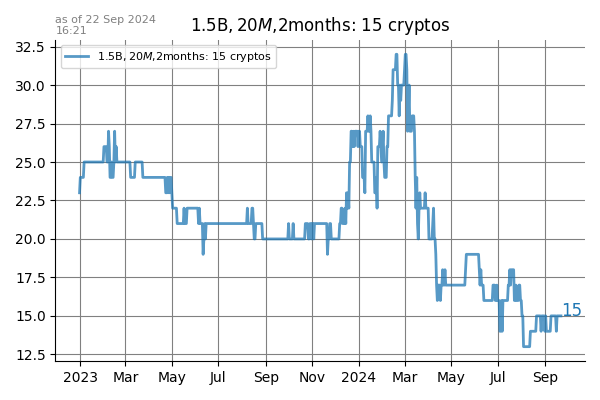 as of 22 Sep 2024
16:21
1.5B, 20M,2months: 15 cryptos
1.5B, 20M,2months: 15 cryptos
32.5
30.0
27.5
25.0
22.5
20.0
17.5
15.0
12.5
15
2023 Mar May Jul Sep Nov 2024 Mar May Jul Sep